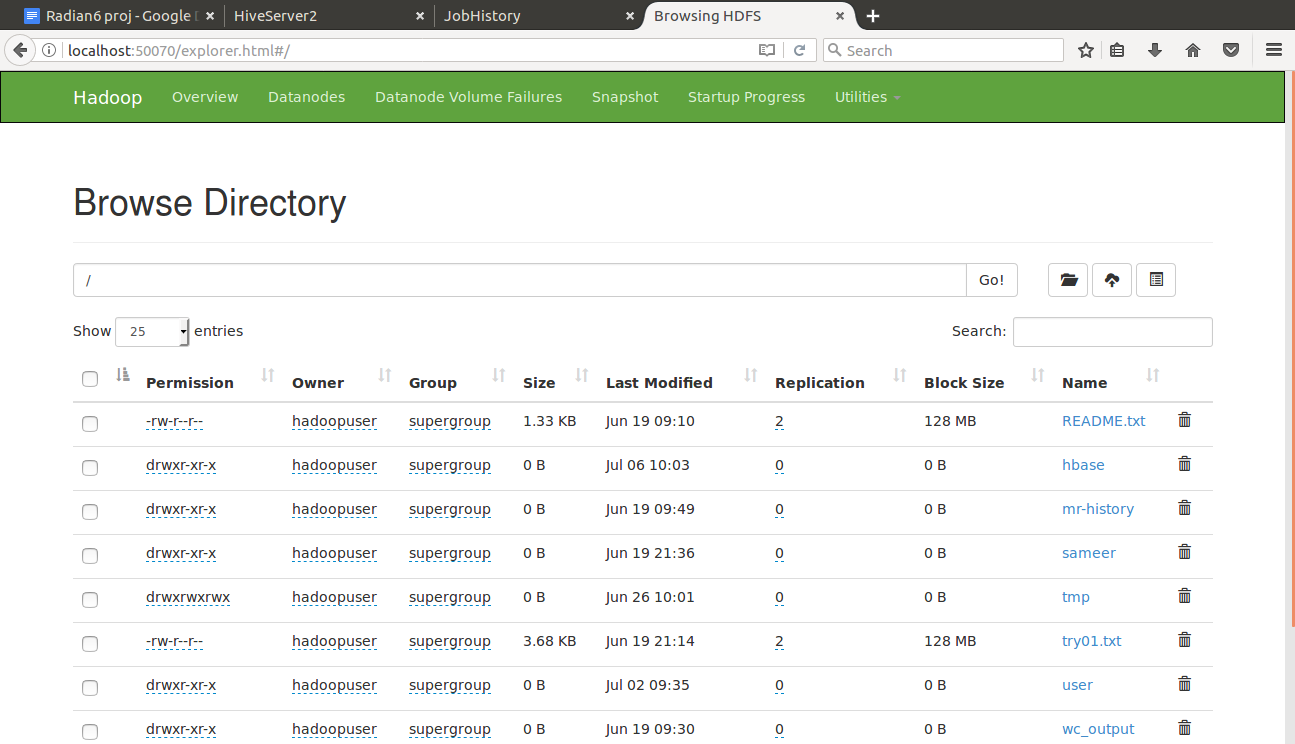 Radian6 proj - Google D HiveServer2 JobHistory Browsing HDFS
localhost:50070/explorer.html#/ Search
Hadoop Overview Datanodes Datanode Volume Failures Snapshot Startup Progress Utilities
Browse Directory
/ Go!
Show 25 entries Search:
Permission Owner Group Size Last Modified Replication Block Size Name
-rw-r--r-- hadoopuser supergroup 1.33 KB Jun 19 09:10 2 128 MB README.txt
drwxr-xr-x hadoopuser supergroup 0 B Jul 06 10:03 0 0 B hbase
drwxr-xr-x hadoopuser supergroup 0 B Jun 19 09:49 0 0 B mr-history
drwxr-xr-x hadoopuser supergroup 0 B Jun 19 21:36 0 0 B sameer
drwxrwxrwx hadoopuser supergroup 0 B Jun 26 10:01 0 0 B tmp
-rw-r--r-- hadoopuser supergroup 3.68 KB Jun 19 21:14 2 128 MB try01.txt
drwxr-xr-x hadoopuser supergroup 0 B Jul 02 09:35 0 0 B user
drwxr-xr-x hadoopuser supergroup 0 B Jun 19 09:30 0 0 B wc_output